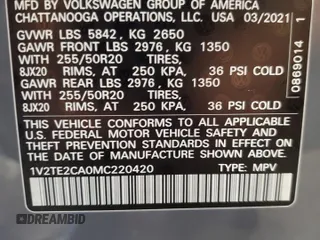 MFD BY VOLKSWAGEN GROUP OF AMERICA
CHATTANOOGA OPERATIONS, LLC. USA 03/2021
GVWR LBS 5842, KG 2650
GAWR FRONT LBS 2976, KG 1350
WITH 255/50R20 TIRES,
8JX20 RIMS, AT 250 KPA, 36 PSI COLD
GAWR REAR LBS 2976, KG 1350
WITH 255/50R20 TIRES,
8JX20 RIMS, AT 250 KPA, 36 PSI COLD
THIS VEHICLE CONFORMS TO ALL APPLICABLE
U.S. FEDERAL MOTOR VEHICLE SAFETY
STANDARDS IN EFFECT ON THE
DATE OF MANUFACTURE SHOWN ABOVE.
1V2TE2CA0MC220420 TYPE: MPV
0869014 1